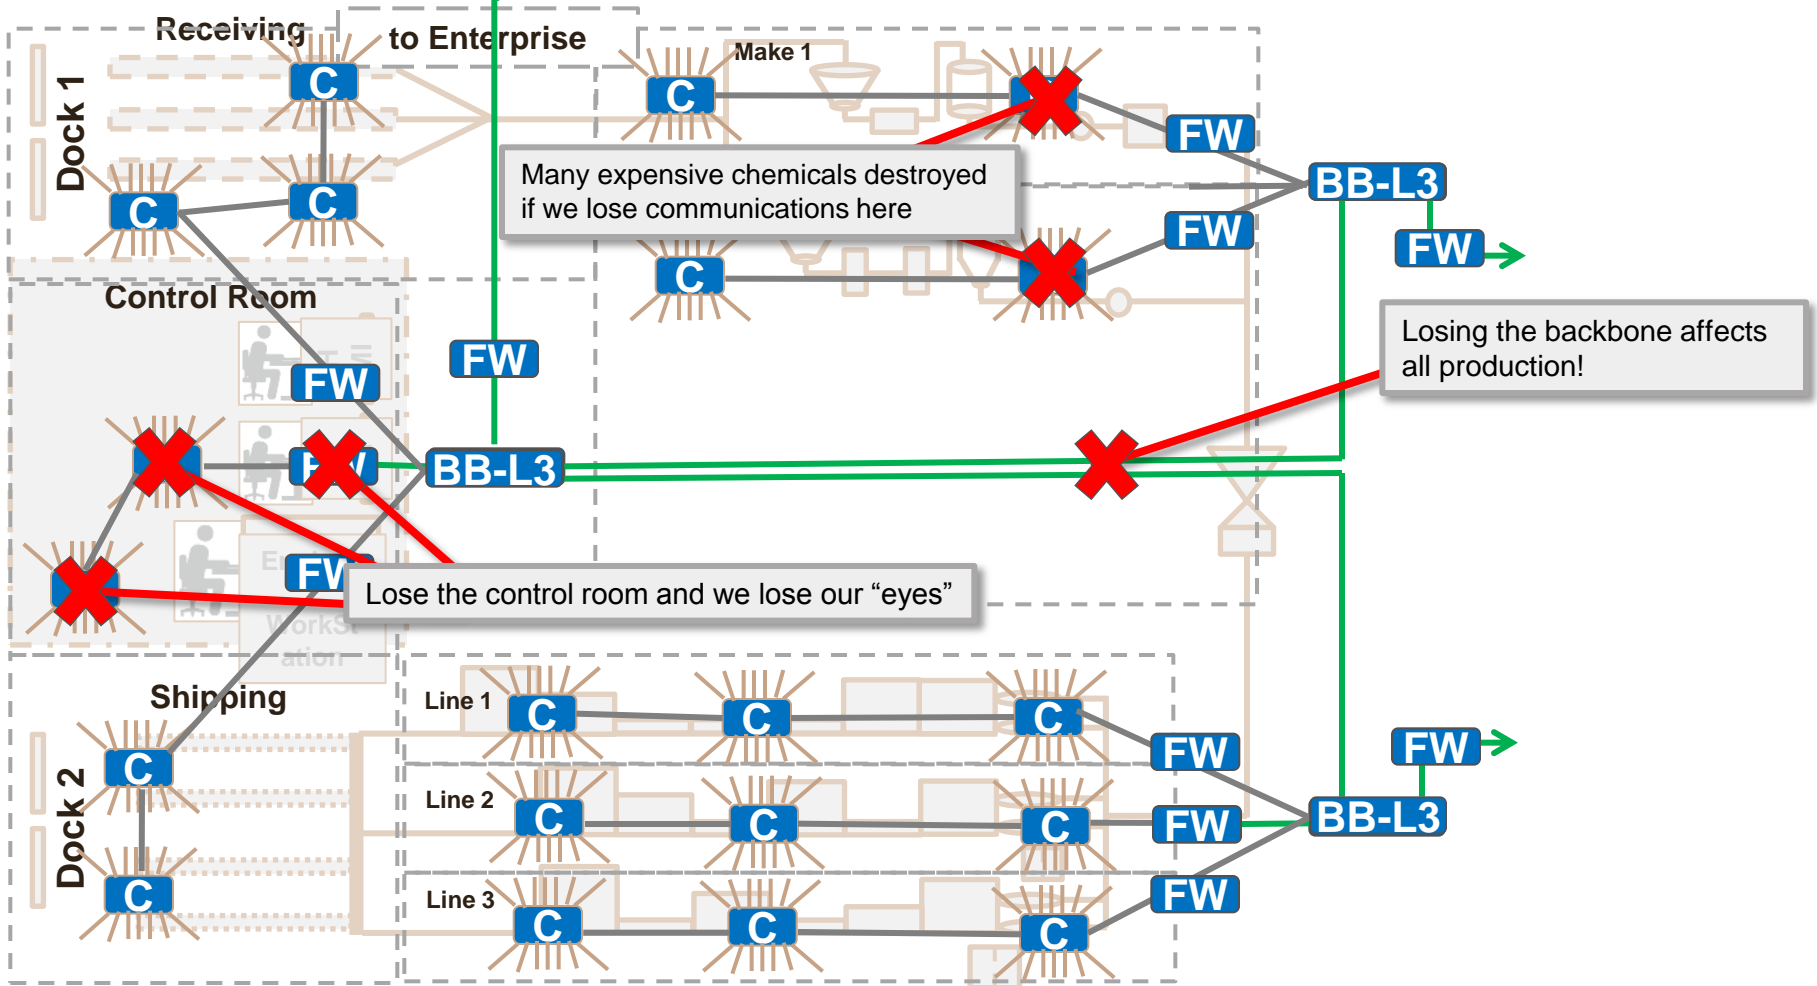 Receiving
to Enterprise
Make 1
Dock 1
C
C
C
C
C
C
FW
FW
BB-L3
FW
Many expensive chemicals destroyed
if we lose communications here
Control Room
FW
FW
Losing the backbone affects
all production!
FW
BB-L3
FW
Lose the control room and we lose our “eyes”
WorkSt
ation
Shipping
Dock 2
C
C
Line 1
C
C
C
FW
FW
Line 2
C
C
C
FW
BB-L3
Line 3
C
C
C
FW